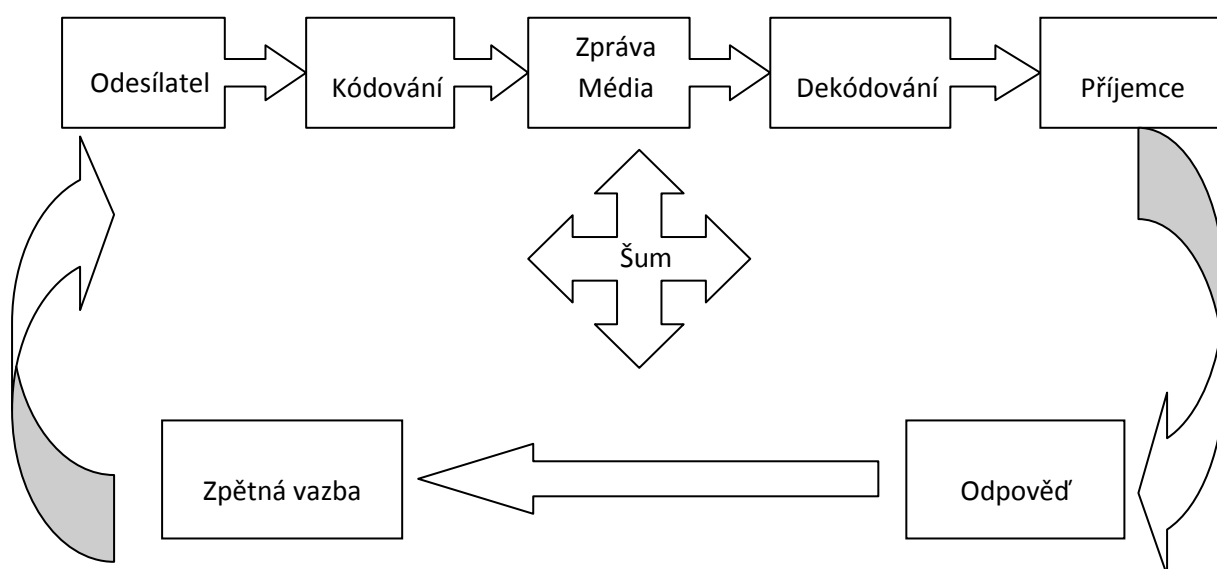 Odesílatel
Kódování
Zpráva
Média
Dekódování
Příjemce
Šum
Zpětná vazba
Odpověď